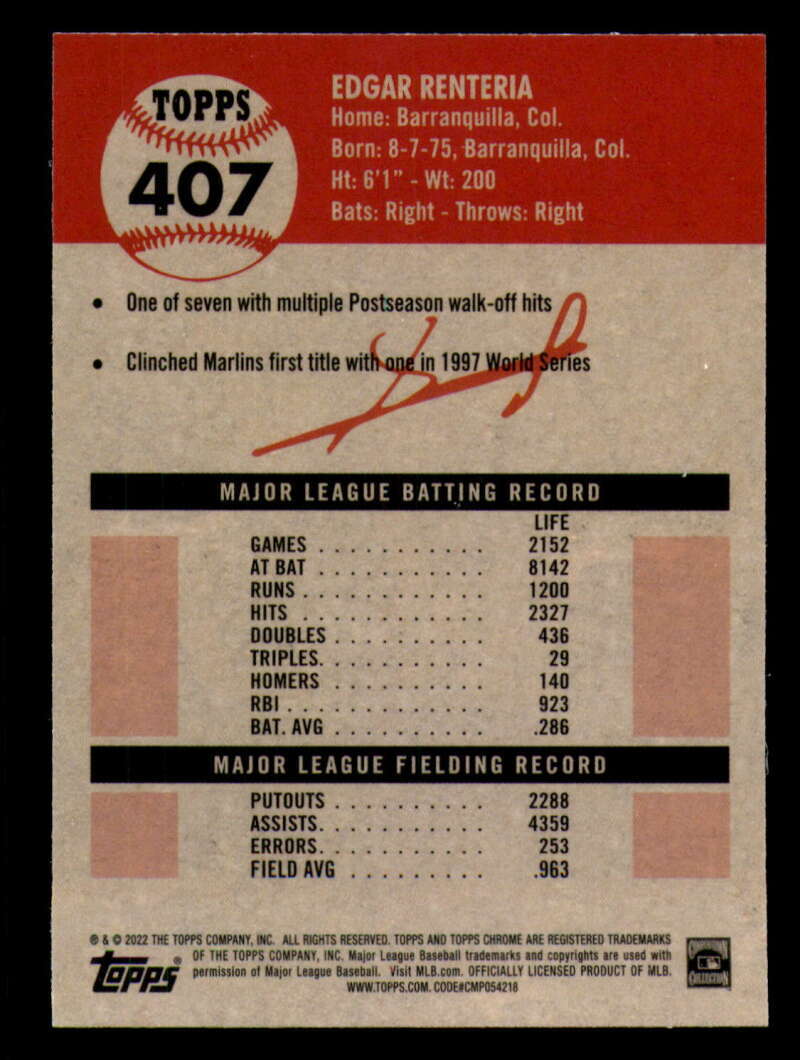 TOPPS
407
EDGAR RENTERIA
Home: Barranquilla, Col.
Born: 8-7-75, Barranquilla, Col.
Ht: 6'1" - Wt: 200
Bats: Right - Throws: Right
• One of seven with multiple Postseason walk-off hits
• Clinched Marlins first title with one in 1997 World Series
MAJOR LEAGUE BATTING RECORD
LIFE
GAMES . . . . . . . . . . . 2152
AT BAT . . . . . . . . . . . 8142
RUNS . . . . . . . . . . . . 1200
HITS . . . . . . . . . . . . 2327
DOUBLES . . . . . . . . . . 436
TRIPLES. . . . . . . . . . . 29
HOMERS . . . . . . . . . . 140
RBI . . . . . . . . . . . . . 923
BAT. AVG . . . . . . . . . . .286
MAJOR LEAGUE FIELDING RECORD
PUTOUTS . . . . . . . . . . 2288
ASSISTS. . . . . . . . . . . 4359
ERRORS. . . . . . . . . . . 253
FIELD AVG . . . . . . . . . .963
® & © 2022 THE TOPPS COMPANY, INC. ALL RIGHTS RESERVED. TOPPS AND TOPPS CHROME ARE REGISTERED TRADEMARKS
OF THE TOPPS COMPANY, INC. Major League Baseball trademarks and copyrights are used with
permission of Major League Baseball. Visit MLB.com. OFFICIALLY LICENSED PRODUCT OF MLB.
WWW.TOPPS.COM. CODE#CMP054218
Topps®
COOPERSTOWN
COLLECTION